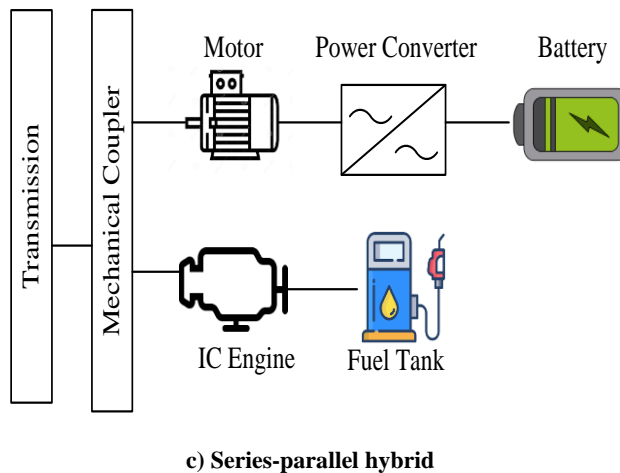 Motor
Power Converter
Battery
Transmission
Mechanical Coupler
IC Engine
Fuel Tank
c) Series-parallel hybrid